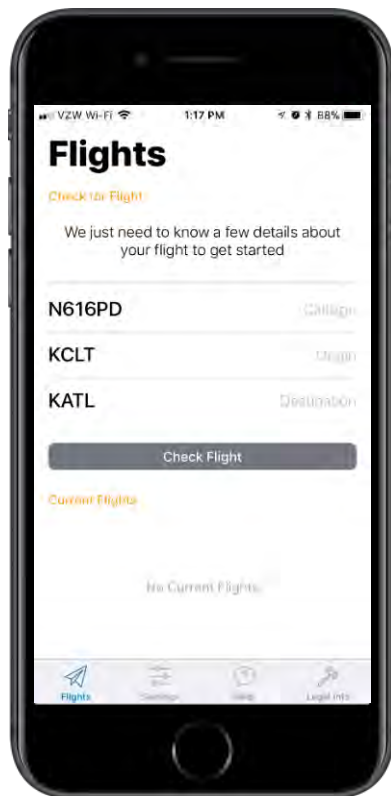 VZW Wi-Fi 1:17 PM 68%
Flights
Check for Flight
We just need to know a few details about
your flight to get started
N616PD Callsign
KCLT Origin
KATL Destination
Check Flight
Current Flights
No Current Flights
Flights Settings Help Legal Info